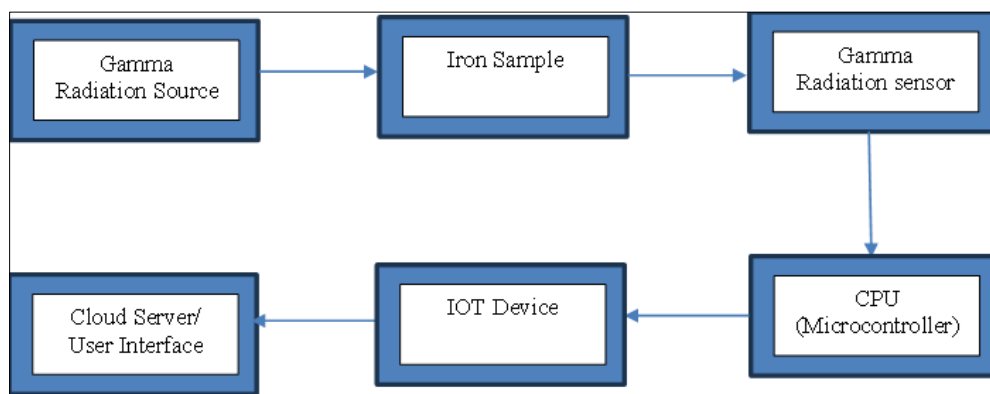 Gamma
Radiation Source
Iron Sample
Gamma
Radiation sensor
Cloud Server/
User Interface
IOT Device
CPU
(Microcontroller)